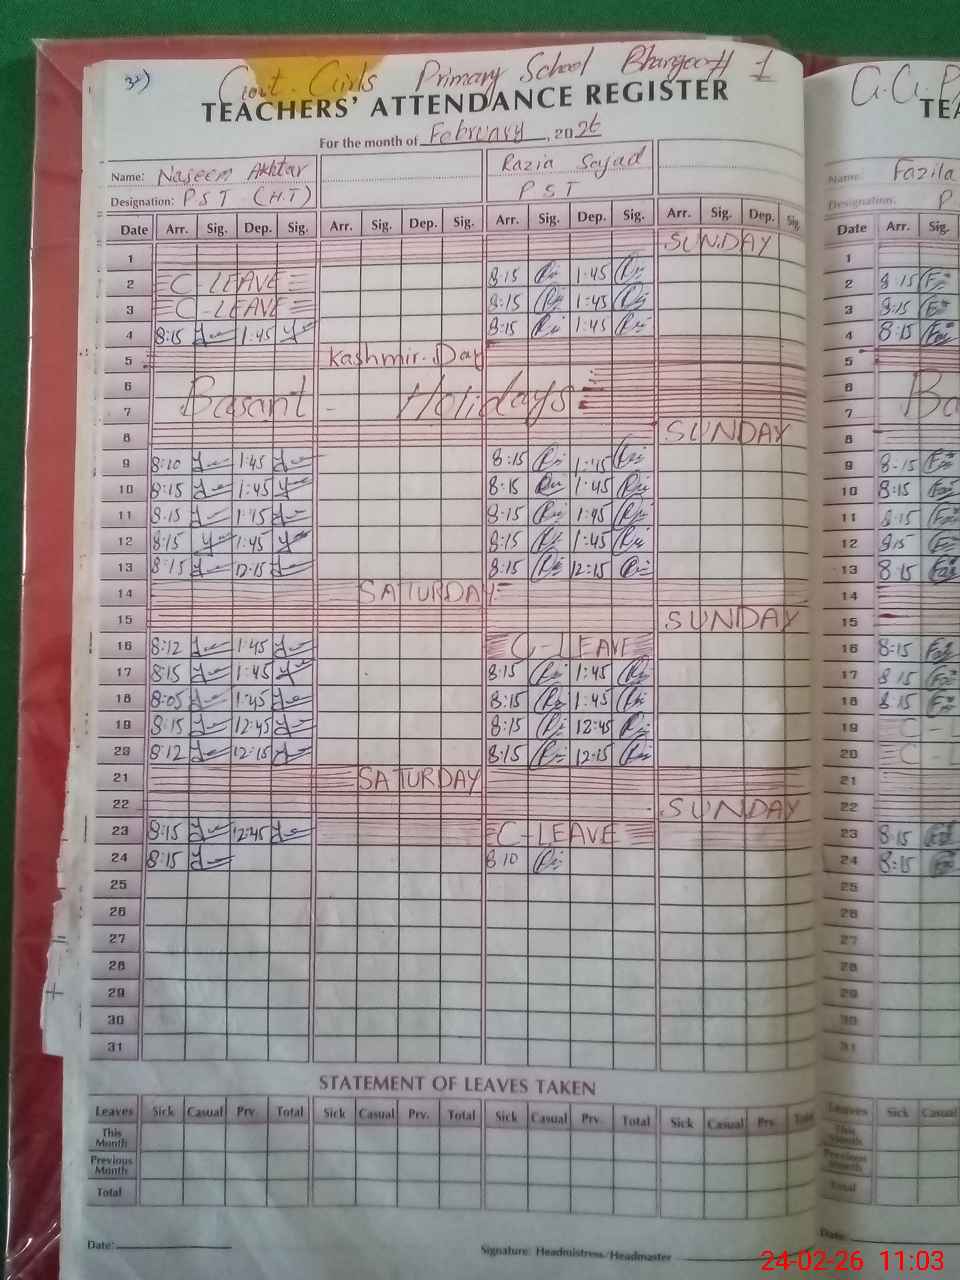 32)
Govt. Girls Primary School Bhangoo# 1
TEACHERS' ATTENDANCE REGISTER
For the month of February, 2026
Name: Naseem Akhtar Razia Sajad
Designation: P S T (H.T) P S T
Date Arr. Sig. Dep. Sig. Arr. Sig. Dep. Sig. Arr. Sig. Dep. Sig. Arr. Sig. Dep. Sig.
1 SUNDAY
2 C-LEAVE 8:15 1:45
3 C-LEAVE 8:15 1:45
4 8:15 1:45 8:15 1:45
5 Kashmir. Day
6
Basant - Holidays
7
8 SUNDAY
9 8:10 1:45 8:15 1:45
10 8:15 1:45 8:15 1:45
11 8:15 1:45 8:15 1:45
12 8:15 1:45 8:15 1:45
13 8:15 12:15 8:15 12:15
14 SATURDAY
15 SUNDAY
16 8:12 1:45 C-LEAVE
17 8:15 1:45 8:15 1:45
18 8:05 1:45 8:15 1:45
19 8:15 12:45 8:15 12:45
20 8:12 12:15 8:15 12:15
21 SATURDAY
22 SUNDAY
23 8:15 12:45 C-LEAVE
24 8:15 8:10
25
26
27
28
29
30
31
STATEMENT OF LEAVES TAKEN
Leaves Sick Casual Prv. Total Sick Casual Prv. Total Sick Casual Prv. Total Sick Casual Prv. Total
This Month
Previous Month
Total
Date:
Signature: Headmistress/Headmaster
G.G.P
TEA
Name: Fazila
Designation. P.
Date Arr. Sig.
1
2 8:15
3 8:15
4 8:15
5
6
Ba
7
8
9 8-15
10 8:15
11 8:15
12 8:15
13 8:15
14
15
16 8:15
17 8:15
18 8:15
19 C-L
20 C-L
21
22
23 8:15
24 8:15
25
26
27
28
29
30
31
Leaves Sick Casual
This Month
Previous Month
Total
Date:
24-02-26 11:03